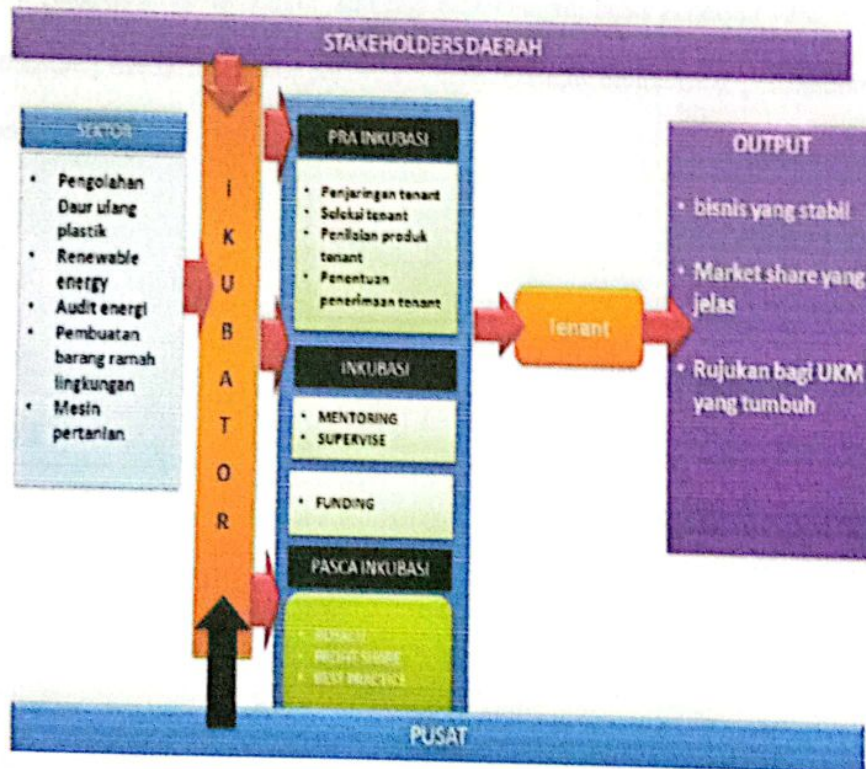 STAKEHOLDERS DAERAH
SEKTOR
• Pengolahan
Daur ulang
plastik
• Renewable
energy
• Audit energi
• Pembuatan
barang ramah
lingkungan
• Mesin
pertanian
I
K
U
B
A
T
O
R
PRA INKUBASI
• Penjaringan tenant
• Seleksi tenant
• Penilaian produk
tenant
• Penentuan
penerimaan tenant
INKUBASI
• MENTORING
• SUPERVISE
• FUNDING
PASCA INKUBASI
• ROYALTI
• PROFIT SHARE
• BEST PRACTICE
Tenant
OUTPUT
• bisnis yang stabil
• Market share yang
jelas
• Rujukan bagi UKM
yang tumbuh
PUSAT